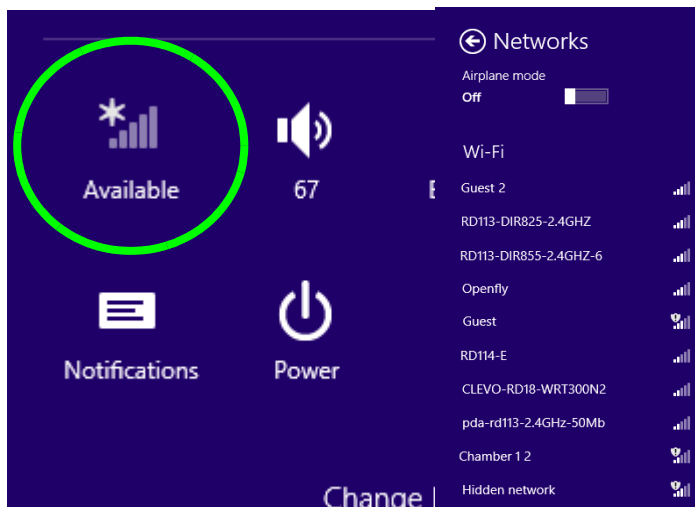 Available
67
Notifications
Power
Change
Networks
Airplane mode
Off
Wi-Fi
Guest 2
RD113-DIR825-2.4GHZ
RD113-DIR855-2.4GHZ-6
Openfly
Guest
RD114-E
CLEVO-RD18-WRT300N2
pda-rd113-2.4GHz-50Mb
Chamber 1 2
Hidden network